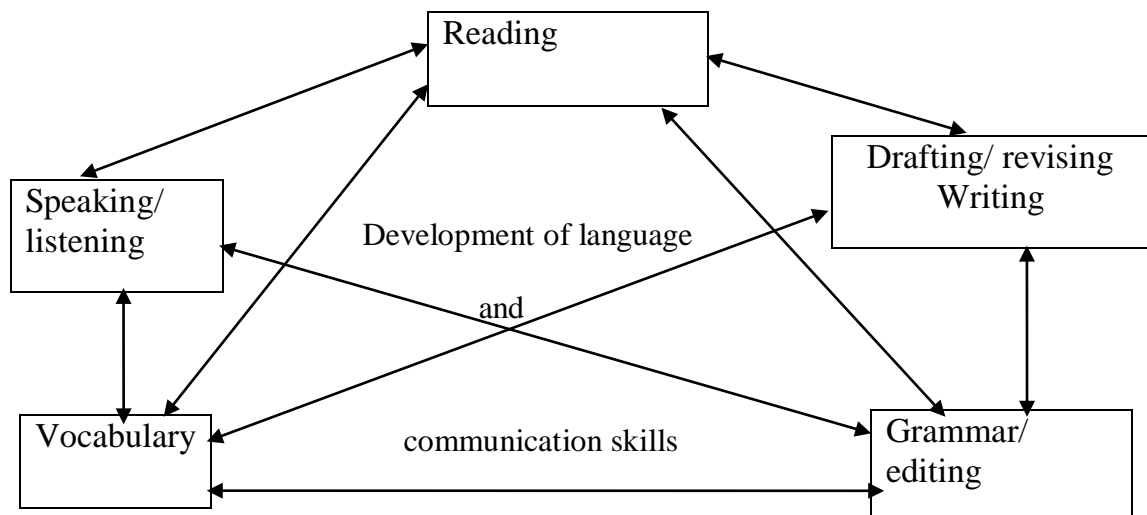 Reading
Drafting/ revising
Writing
Speaking/
listening
Development of language
and
Vocabulary
communication skills
Grammar/
editing